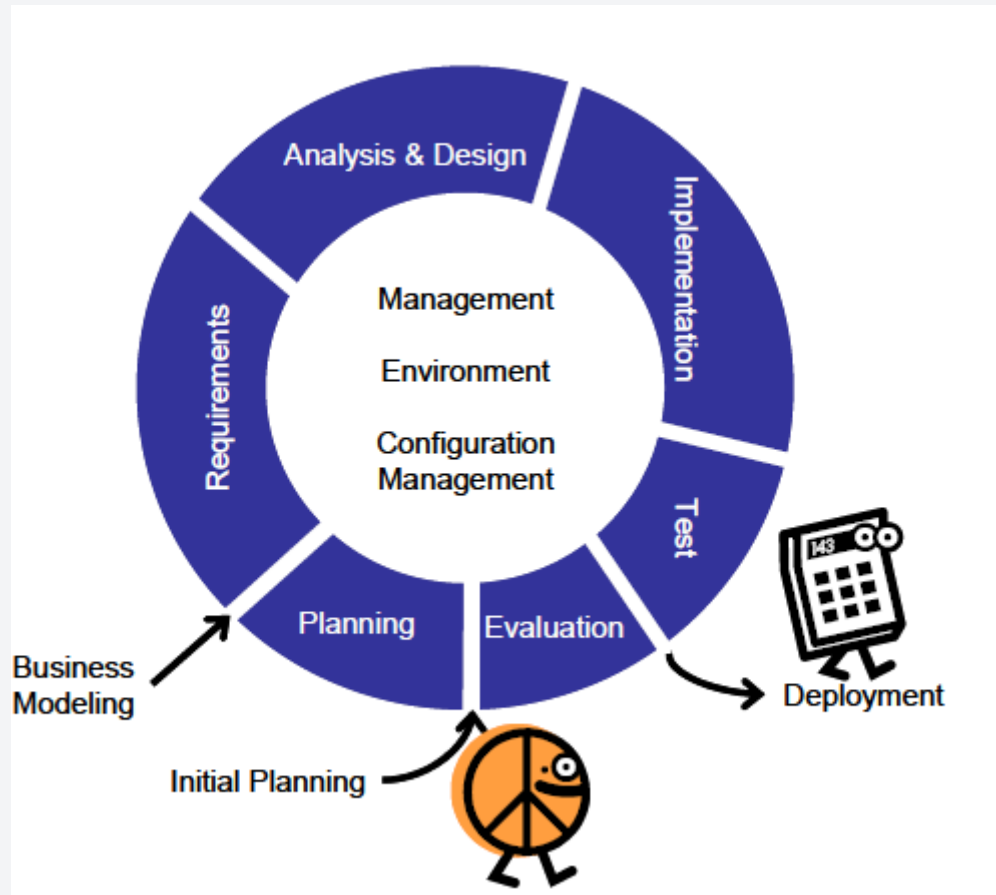 Analysis & Design
Implementation
Management
Environment
Configuration
Management
Requirements
Test
143
Planning
Evaluation
Business
Modeling
Deployment
Initial Planning